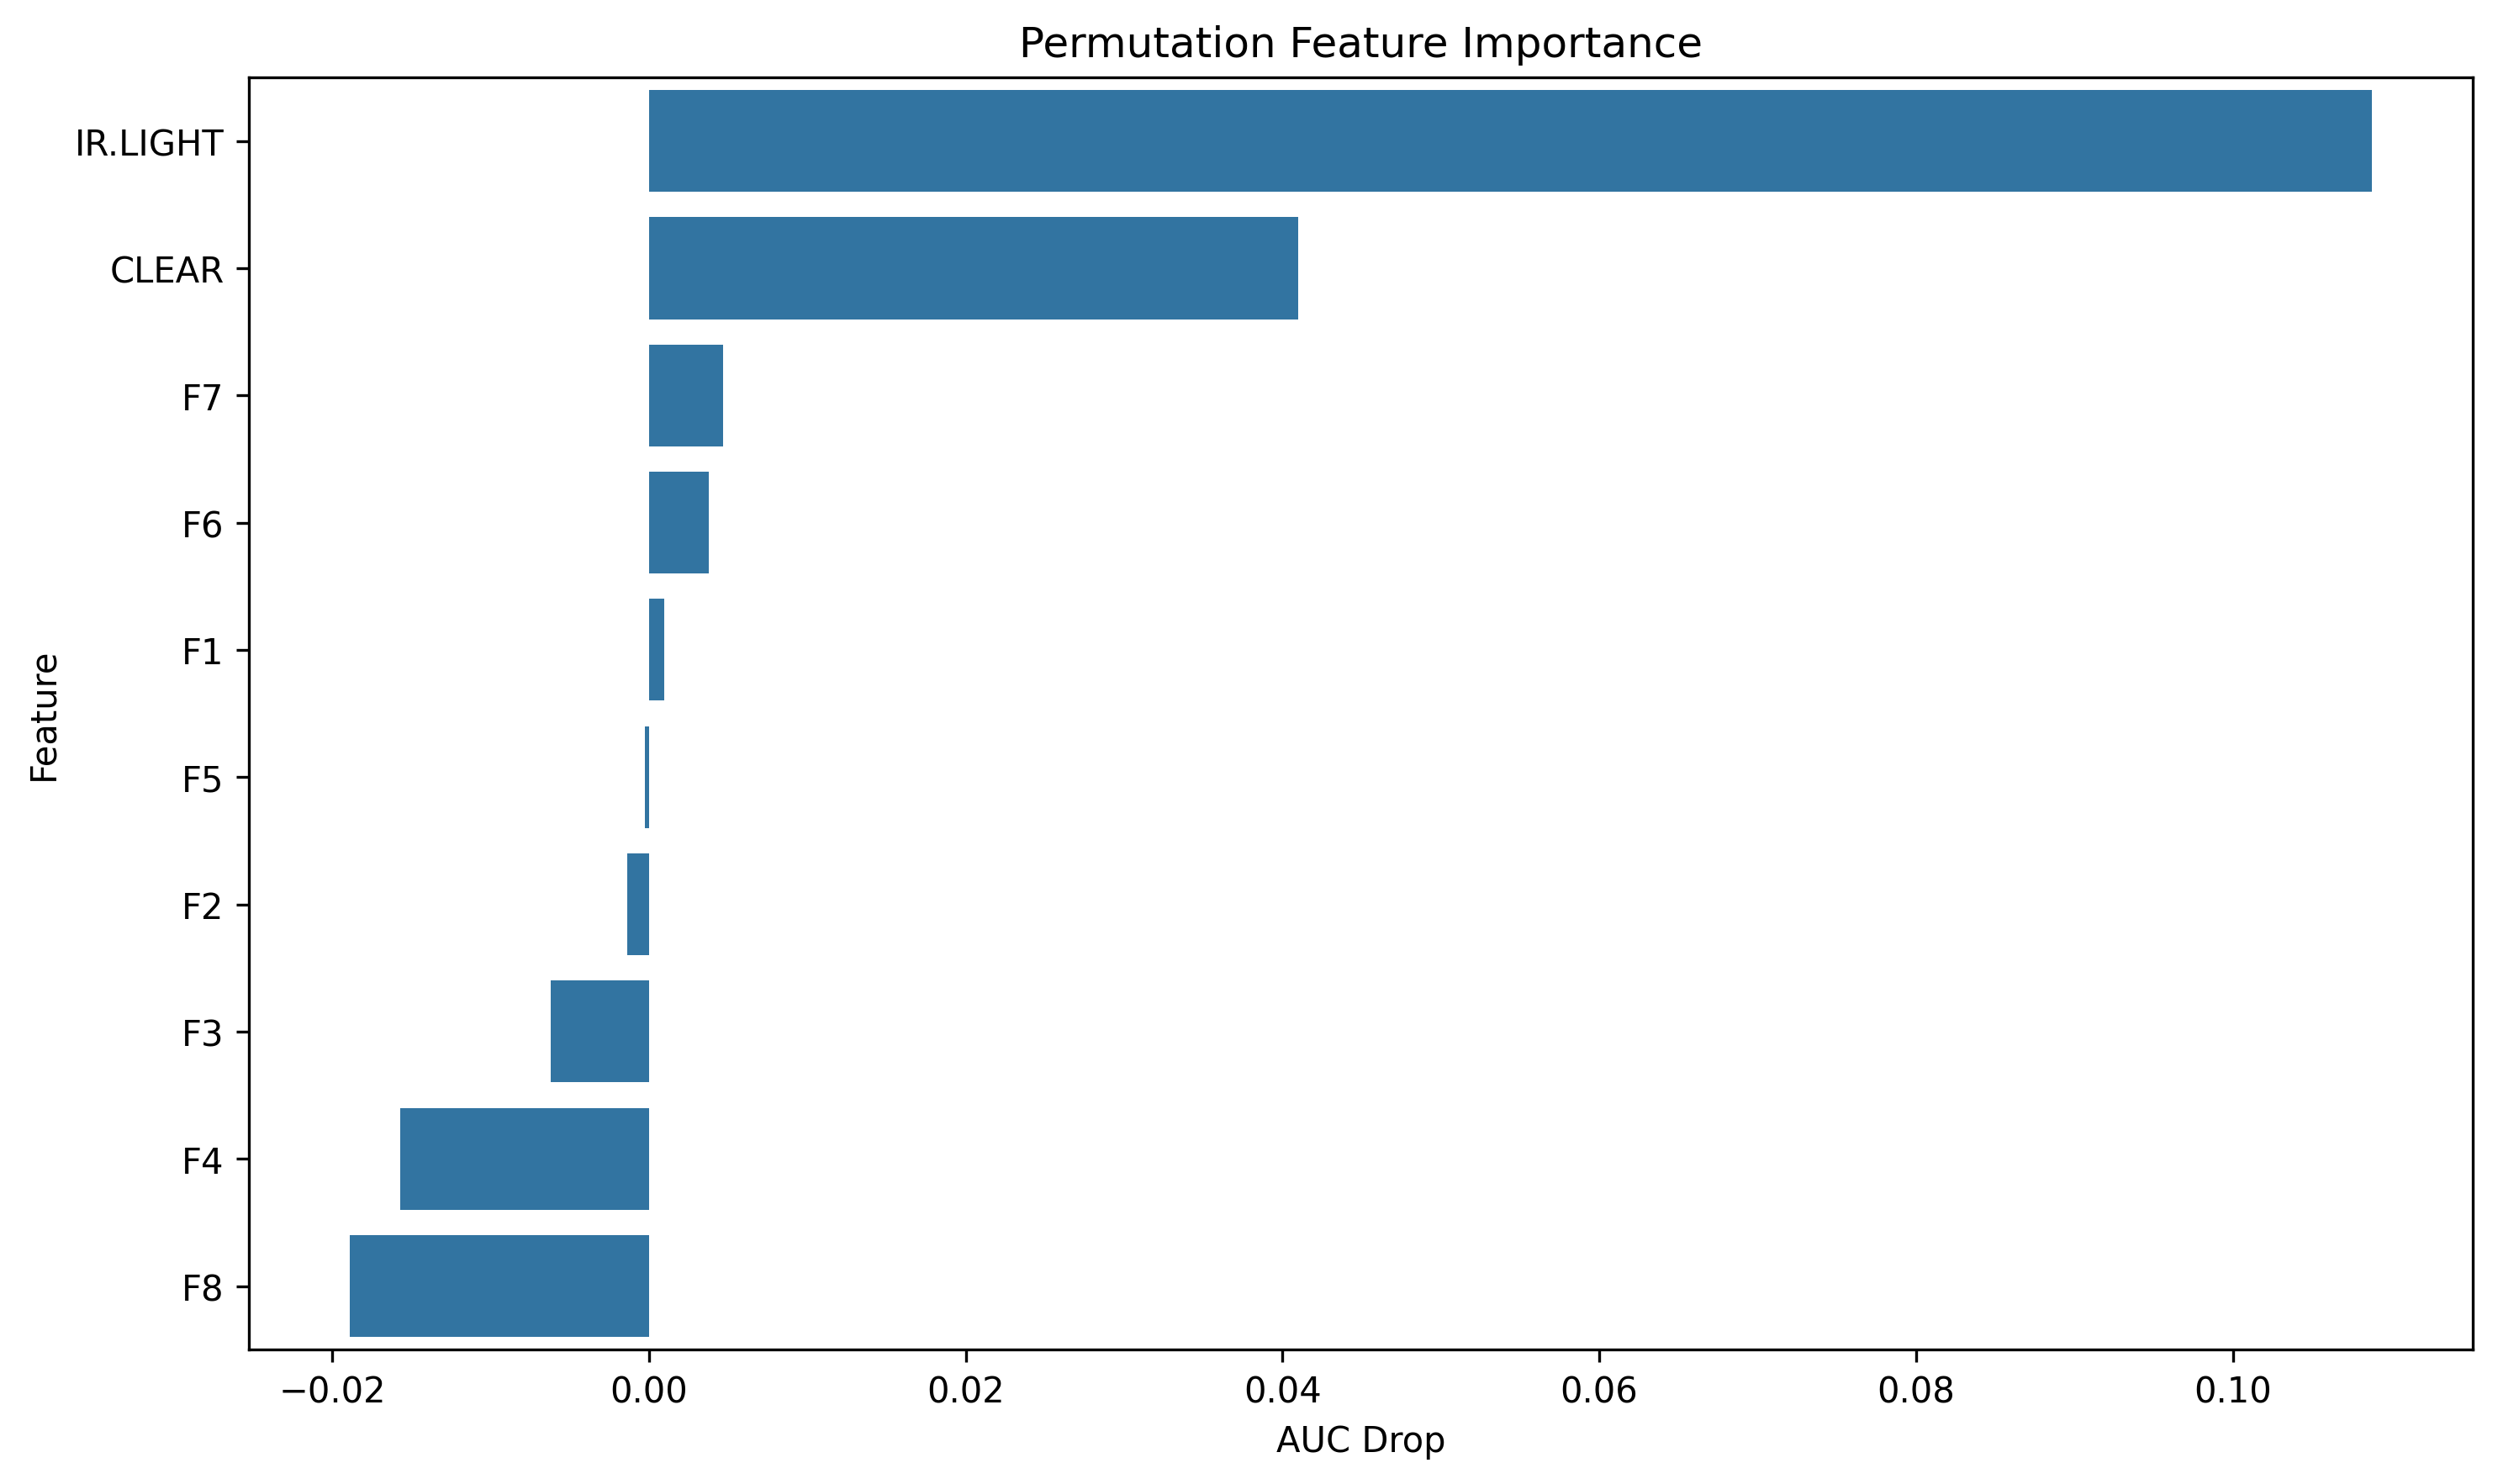 Permutation Feature Importance
IR.LIGHT
CLEAR
F7
F6
F1
F5
F2
F3
F4
F8
Feature
−0.02 0.00 0.02 0.04 0.06 0.08 0.10
AUC Drop